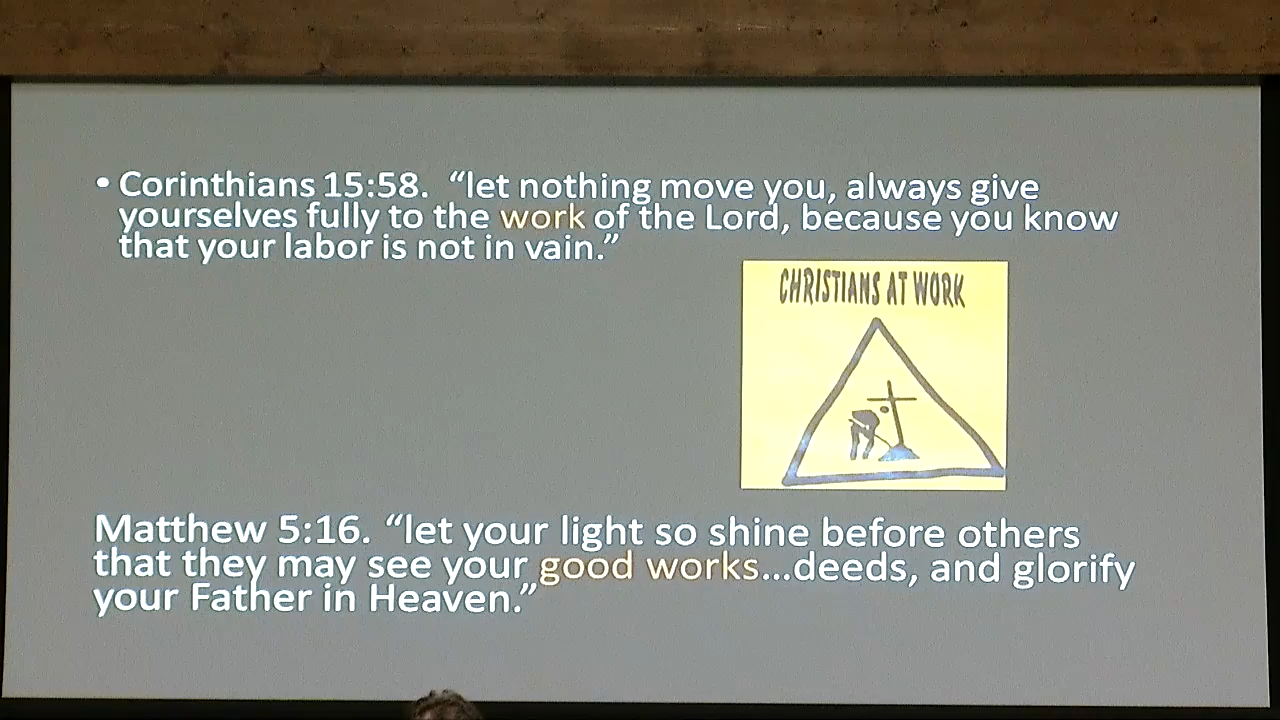 • Corinthians 15:58. “let nothing move you, always give
yourselves fully to the work of the Lord, because you know
that your labor is not in vain.”
CHRISTIANS AT WORK
Matthew 5:16. “let your light so shine before others
that they may see your good works...deeds, and glorify
your Father in Heaven.”